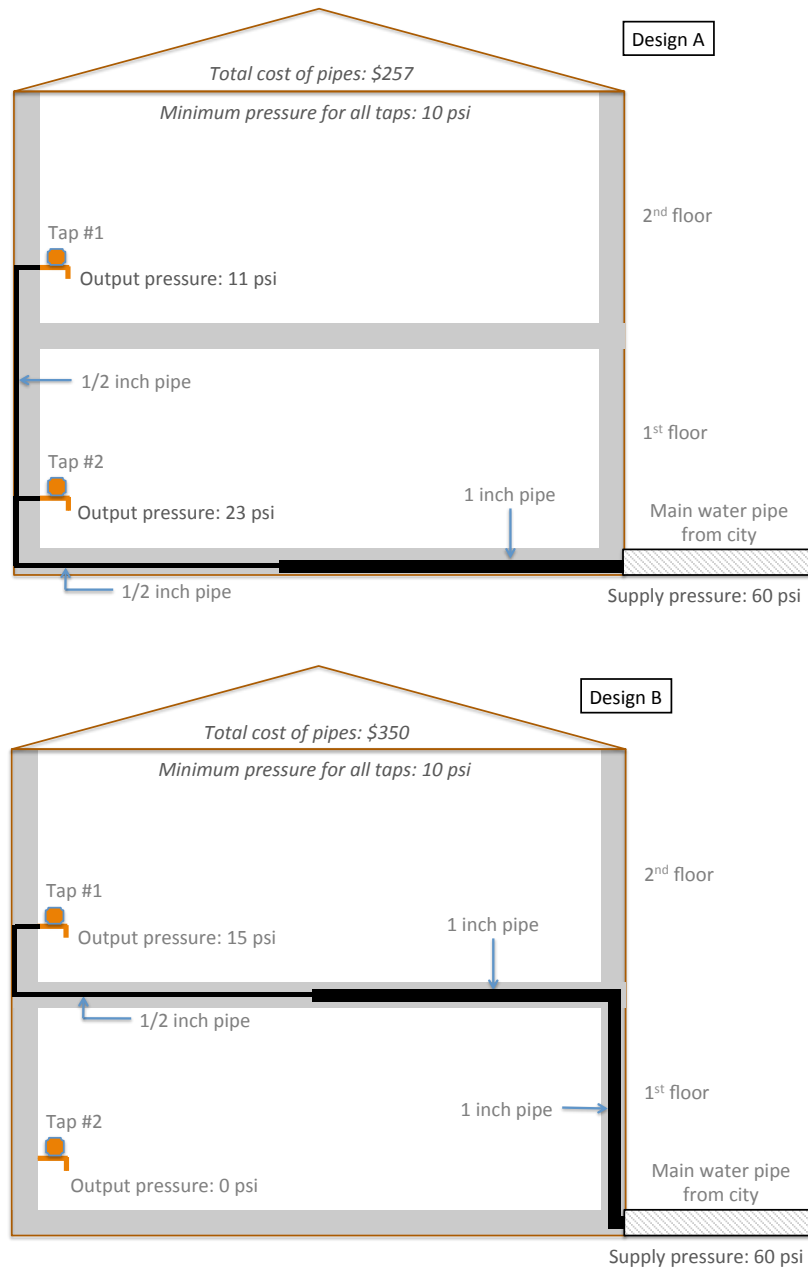 Design A
Total cost of pipes: $257
Minimum pressure for all taps: 10 psi
2nd floor
Tap #1
Output pressure: 11 psi
1/2 inch pipe
1st floor
Tap #2
1 inch pipe
Output pressure: 23 psi
Main water pipe
from city
1/2 inch pipe
Supply pressure: 60 psi
Design B
Total cost of pipes: $350
Minimum pressure for all taps: 10 psi
2nd floor
Tap #1
1 inch pipe
Output pressure: 15 psi
1/2 inch pipe
1st floor
1 inch pipe
Tap #2
Main water pipe
from city
Output pressure: 0 psi
Supply pressure: 60 psi